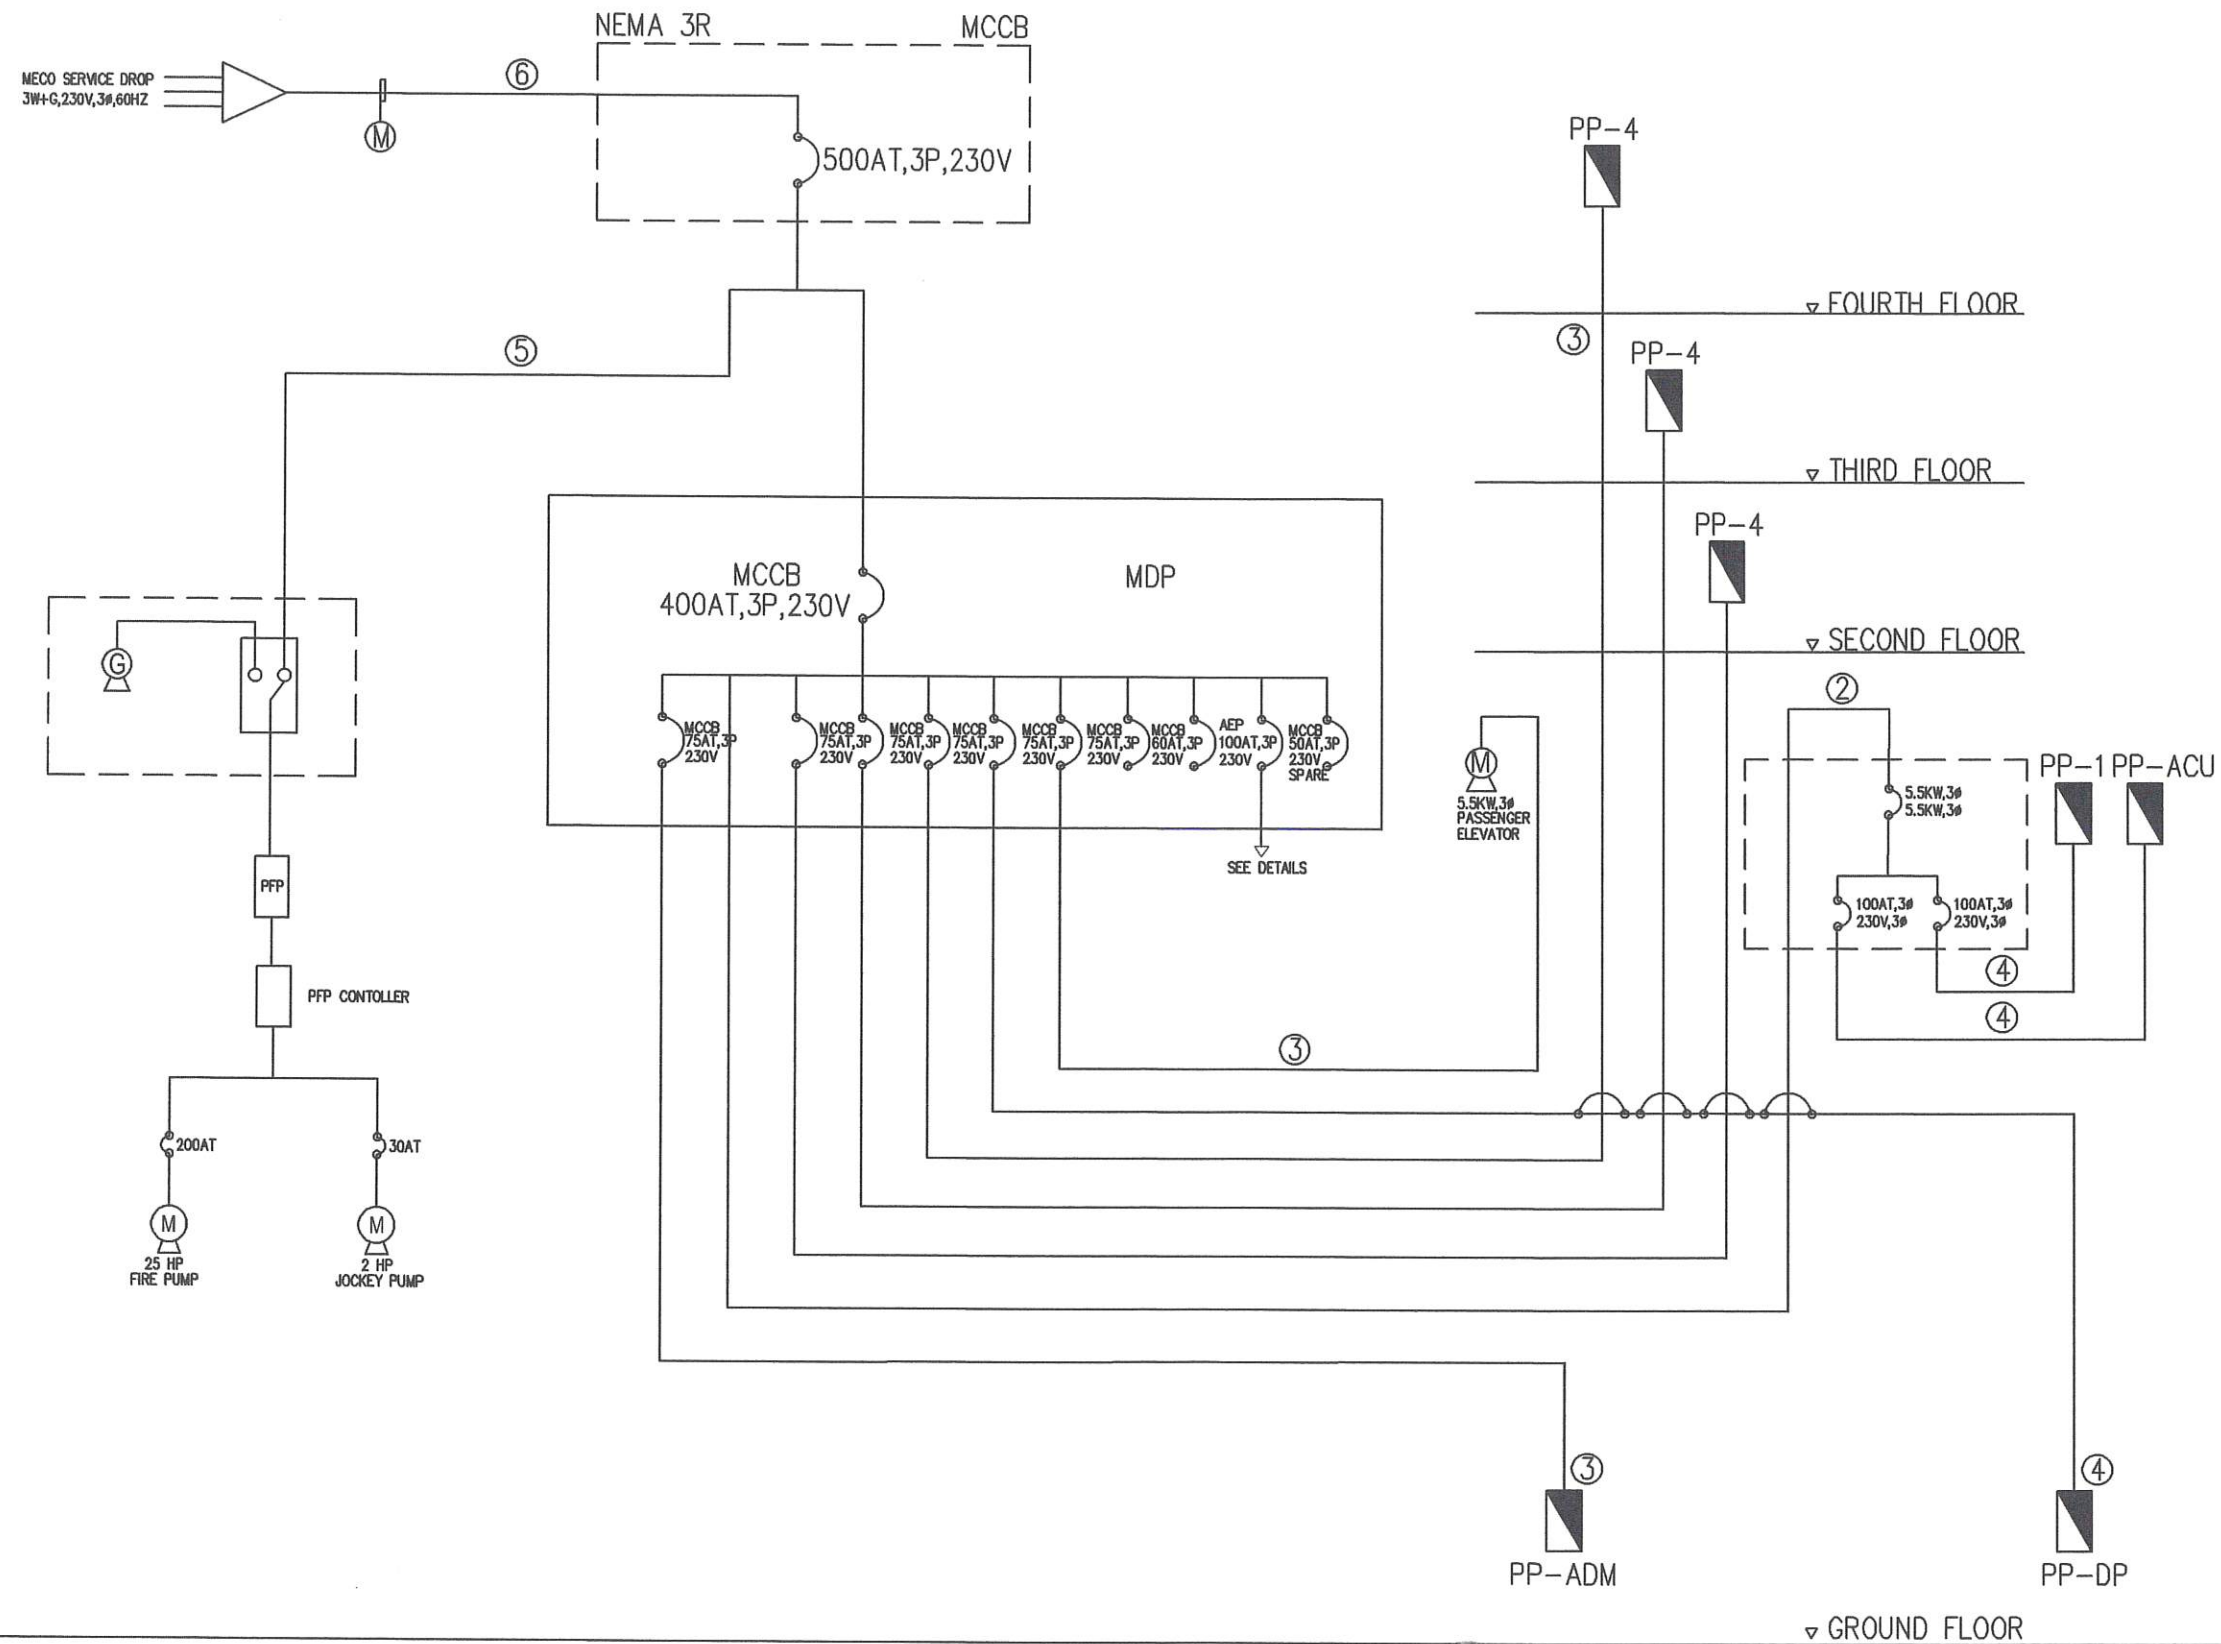 NEMA 3R
MCCB
MECO SERVICE DROP
3W+G,230V,3ø,60HZ
6
M
500AT,3P,230V
5
PP-4
FOURTH FLOOR
3
PP-4
THIRD FLOOR
PP-4
SECOND FLOOR
MCCB
400AT,3P,230V
MDP
G
MCCB
75AT,3P
230V
MCCB
75AT,3P
230V
MCCB
75AT,3P
230V
MCCB
75AT,3P
230V
MCCB
75AT,3P
230V
MCCB
75AT,3P
230V
MCCB
60AT,3P
230V
AEP
100AT,3P
230V
MCCB
50AT,3P
230V
SPARE
SEE DETAILS
M
5.5KW,3ø
PASSENGER
ELEVATOR
2
5.5KW,3ø
5.5KW,3ø
100AT,3ø
230V,3ø
100AT,3ø
230V,3ø
PP-1
PP-ACU
4
4
3
PFP
PFP CONTOLLER
200AT
30AT
M
25 HP
FIRE PUMP
M
2 HP
JOCKEY PUMP
3
PP-ADM
4
PP-DP
GROUND FLOOR